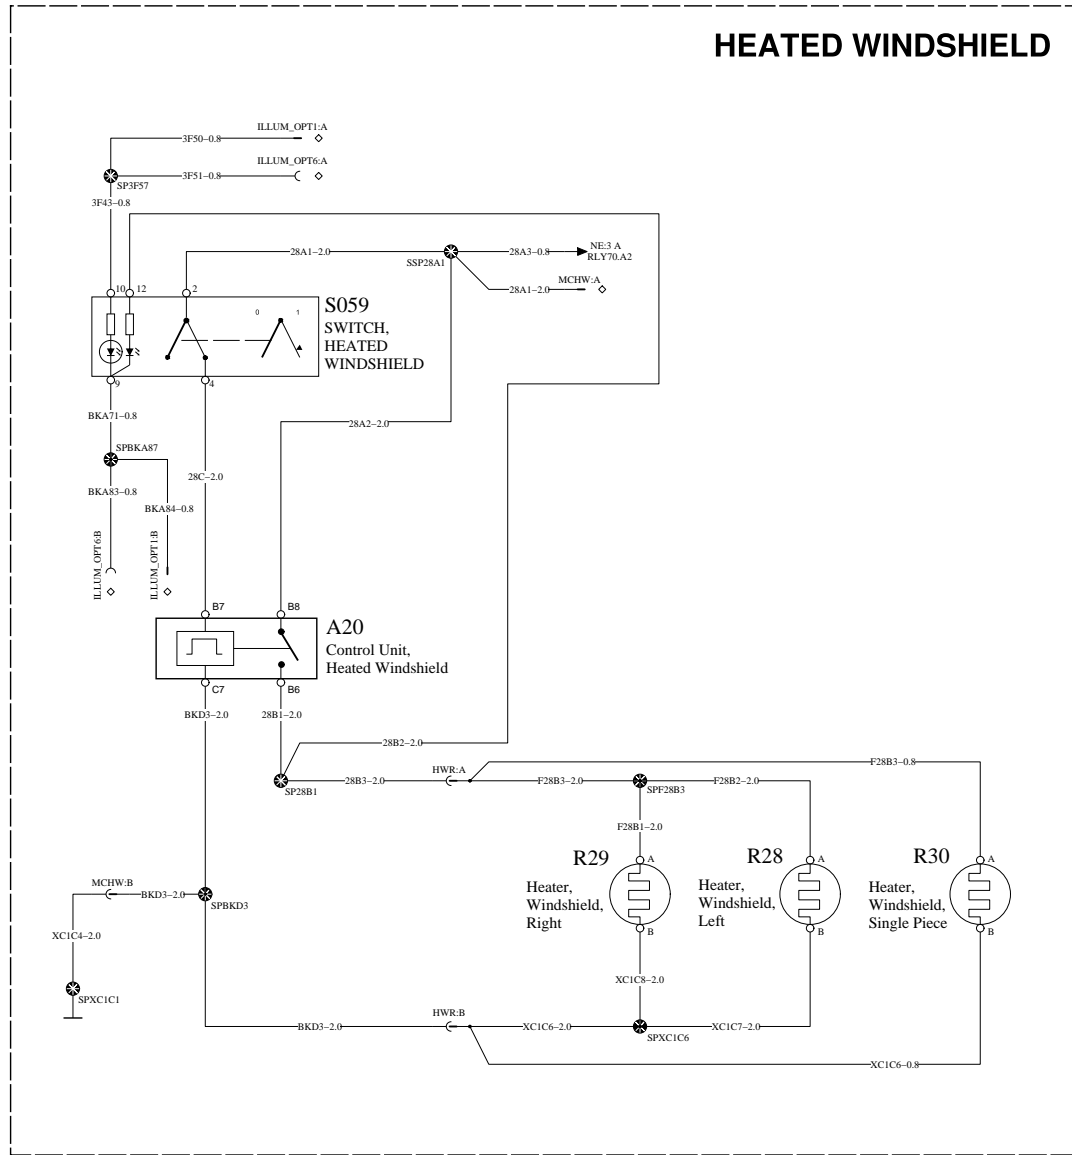 HEATED WINDSHIELD
ILLUM_OPT1:A
3F50-0.8
ILLUM_OPT6:A
3F51-0.8
SP3F57
3F43-0.8
28A1-2.0
28A3-0.8
NE:3 A
RLY70.A2
SSP28A1
MCHW:A
28A1-2.0
10
12
2
S059
SWITCH,
HEATED
WINDSHIELD
0
1
9
4
BKA71-0.8
28A2-2.0
SPBKA87
28C-2.0
BKA83-0.8
BKA84-0.8
ILLUM_OPT6:B
ILLUM_OPT1:B
B7
B8
A20
Control Unit,
Heated Windshield
C7
B6
BKD3-2.0
28B1-2.0
28B2-2.0
HWR:A
F28B3-0.8
SP28B1
28B3-2.0
F28B3-2.0
SPF28B3
F28B2-2.0
F28B1-2.0
R29
A
R28
A
R30
A
Heater,
Windshield,
Right
Heater,
Windshield,
Left
Heater,
Windshield,
Single Piece
B
B
B
MCHW:B
BKD3-2.0
SPBKD3
XC1C4-2.0
SPXC1C1
XC1C8-2.0
HWR:B
BKD3-2.0
XC1C6-2.0
SPXC1C6
XC1C7-2.0
XC1C6-0.8